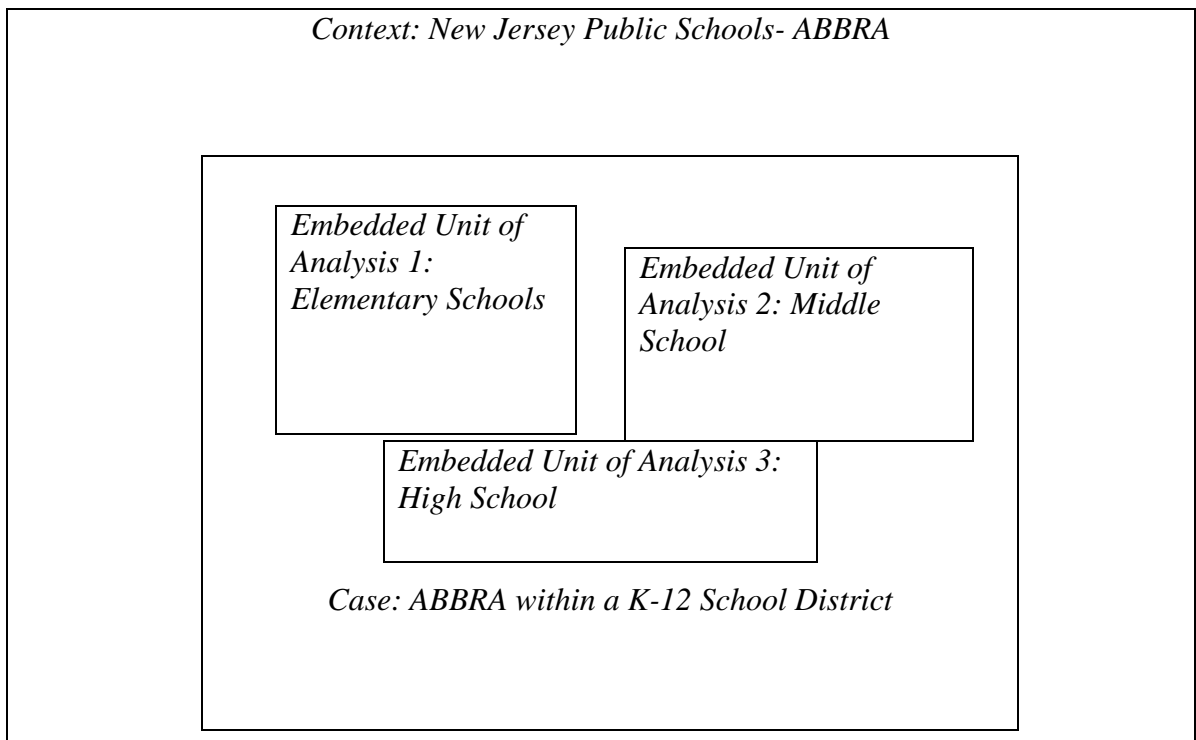 Context: New Jersey Public Schools- ABBRA
Embedded Unit of
Analysis 1:
Elementary Schools
Embedded Unit of
Analysis 2: Middle
School
Embedded Unit of Analysis 3:
High School
Case: ABBRA within a K-12 School District